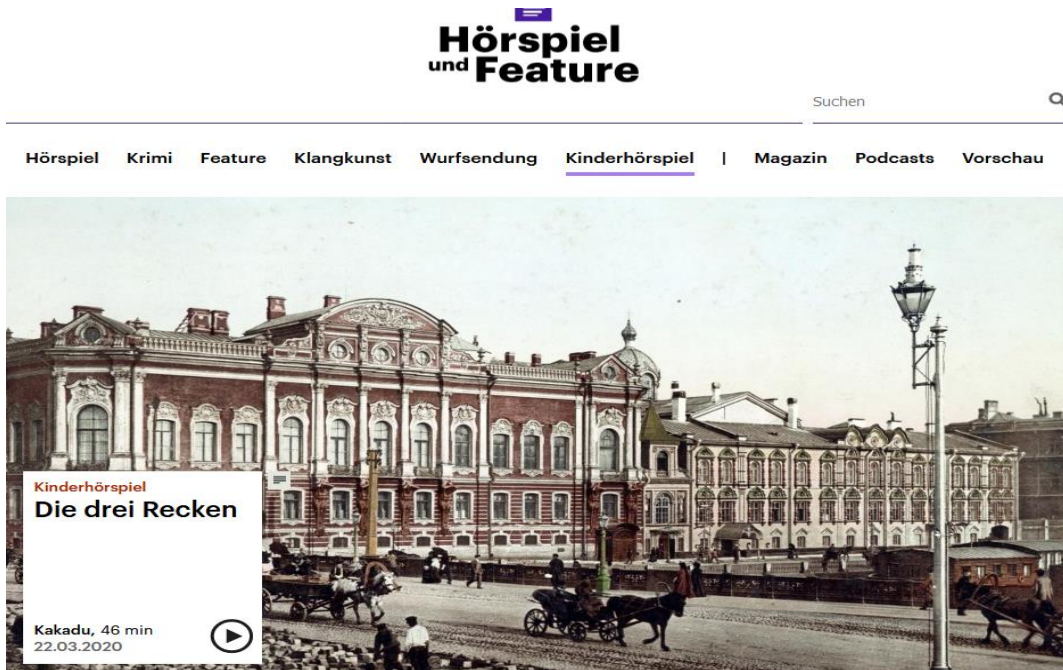 Hörspiel
und Feature
Suchen
Hörspiel Krimi Feature Klangkunst Wurfsendung Kinderhörspiel | Magazin Podcasts Vorschau
Kinderhörspiel
Die drei Recken
Kakadu, 46 min
22.03.2020